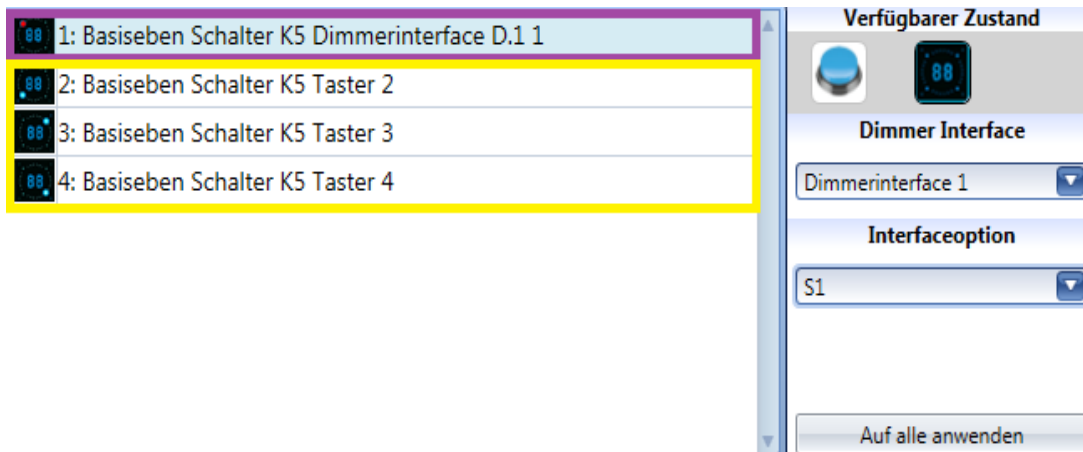 1: Basiseben Schalter K5 Dimmerinterface D.1 1
2: Basiseben Schalter K5 Taster 2
3: Basiseben Schalter K5 Taster 3
4: Basiseben Schalter K5 Taster 4
Verfügbarer Zustand
88
Dimmer Interface
Dimmerinterface 1
Interfaceoption
S1
Auf alle anwenden